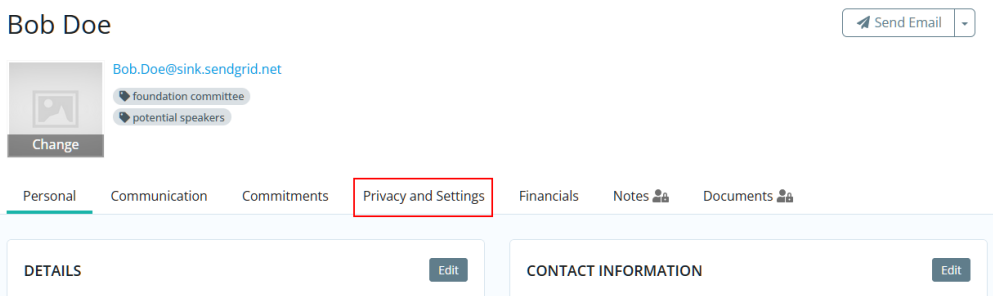 Bob Doe
Send Email
Bob.Doe@sink.sendgrid.net
foundation committee
potential speakers
Change
Personal Communication Commitments Privacy and Settings Financials Notes Documents
DETAILS Edit CONTACT INFORMATION Edit